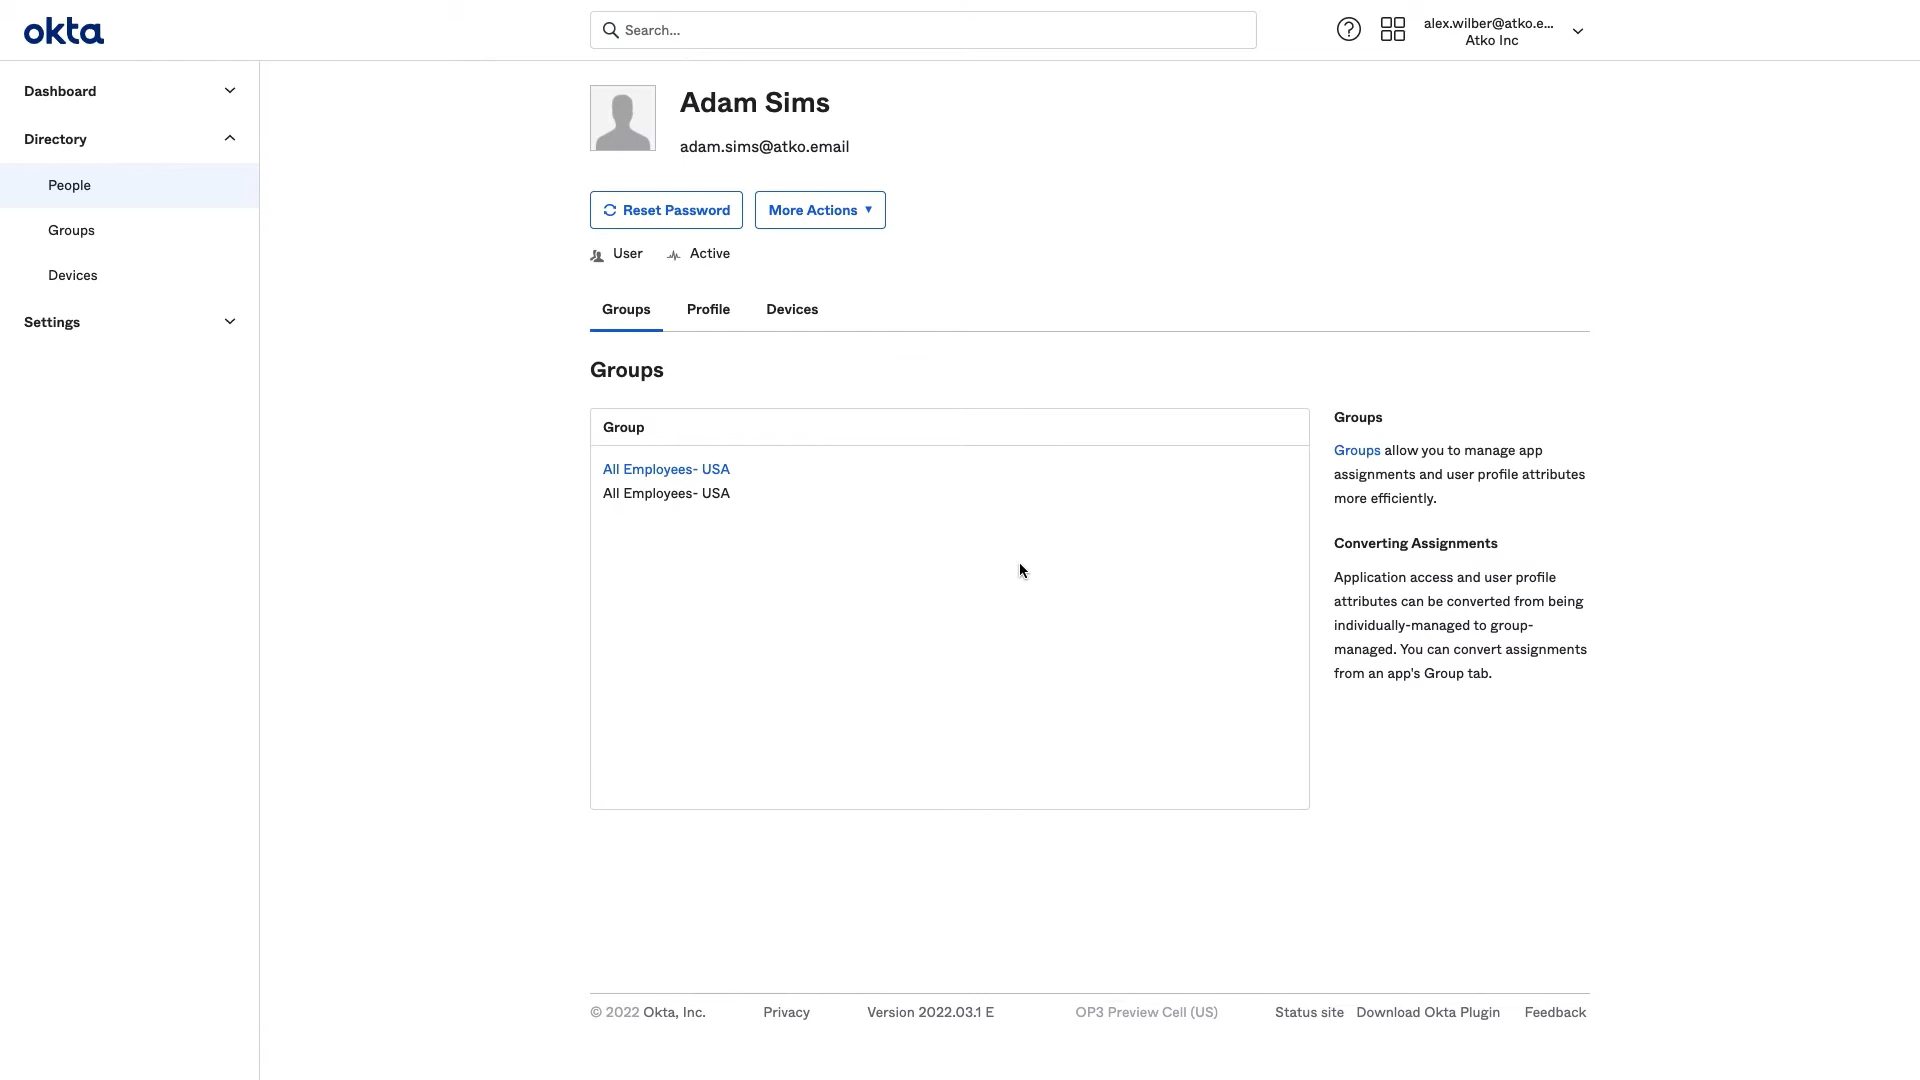 okta
Search...
alex.wilber@atko.e...
Atko Inc
Dashboard
Directory
People
Groups
Devices
Settings
Adam Sims
adam.sims@atko.email
Reset Password
More Actions
User
Active
Groups
Profile
Devices
Groups
Group
All Employees- USA
All Employees- USA
Groups
Groups allow you to manage app
assignments and user profile attributes
more efficiently.
Converting Assignments
Application access and user profile
attributes can be converted from being
individually-managed to group-
managed. You can convert assignments
from an app's Group tab.
© 2022 Okta, Inc.
Privacy
Version 2022.03.1 E
OP3 Preview Cell (US)
Status site
Download Okta Plugin
Feedback